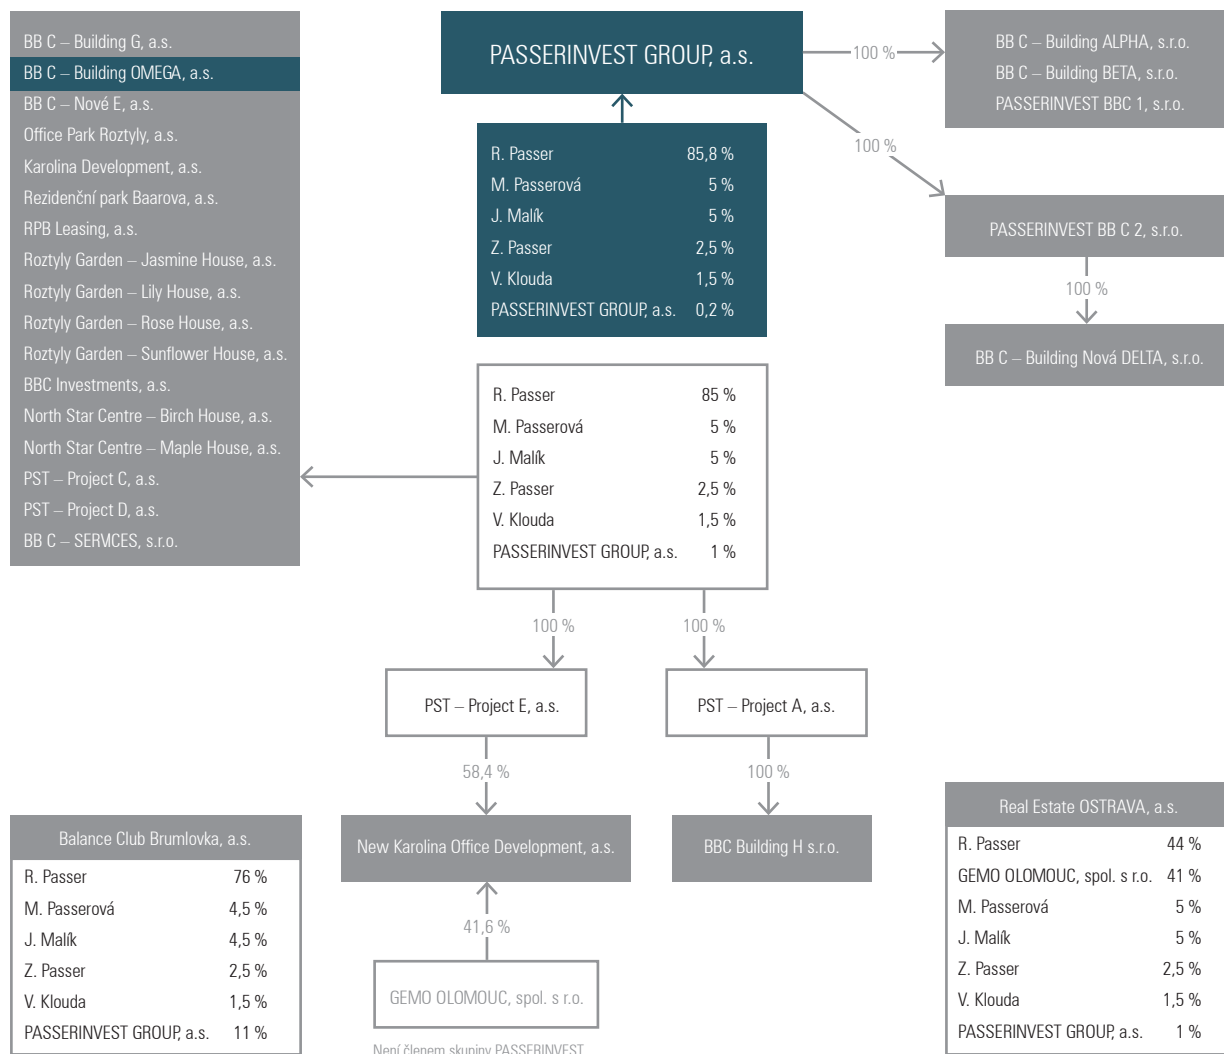 BB C – Building G, a.s.
BB C – Building OMEGA, a.s.
BB C – Nové E, a.s.
Office Park Roztyly, a.s.
Karolina Development, a.s.
Rezidenční park Baarova, a.s.
RPB Leasing, a.s.
Roztyly Garden – Jasmine House, a.s.
Roztyly Garden – Lily House, a.s.
Roztyly Garden – Rose House, a.s.
Roztyly Garden – Sunflower House, a.s.
BBC Investments, a.s.
North Star Centre – Birch House, a.s.
North Star Centre – Maple House, a.s.
PST – Project C, a.s.
PST – Project D, a.s.
BB C – SERVICES, s.r.o.
PASSERINVEST GROUP, a.s.
R. Passer 85,8 %
M. Passerová 5 %
J. Malík 5 %
Z. Passer 2,5 %
V. Klouda 1,5 %
PASSERINVEST GROUP, a.s. 0,2 %
100 %
BB C – Building ALPHA, s.r.o.
BB C – Building BETA, s.r.o.
PASSERINVEST BBC 1, s.r.o.
100 %
PASSERINVEST BB C 2, s.r.o.
100 %
BB C – Building Nová DELTA, s.r.o.
R. Passer 85 %
M. Passerová 5 %
J. Malík 5 %
Z. Passer 2,5 %
V. Klouda 1,5 %
PASSERINVEST GROUP, a.s. 1 %
100 %
100 %
PST – Project E, a.s.
PST – Project A, a.s.
58,4 %
100 %
New Karolina Office Development, a.s.
BBC Building H s.r.o.
41,6 %
GEMO OLOMOUC, spol. s r.o.
Není členem skupiny PASSERINVEST
Balance Club Brumlovka, a.s.
R. Passer 76 %
M. Passerová 4,5 %
J. Malík 4,5 %
Z. Passer 2,5 %
V. Klouda 1,5 %
PASSERINVEST GROUP, a.s. 11 %
Real Estate OSTRAVA, a.s.
R. Passer 44 %
GEMO OLOMOUC, spol. s r.o. 41 %
M. Passerová 5 %
J. Malík 5 %
Z. Passer 2,5 %
V. Klouda 1,5 %
PASSERINVEST GROUP, a.s. 1 %